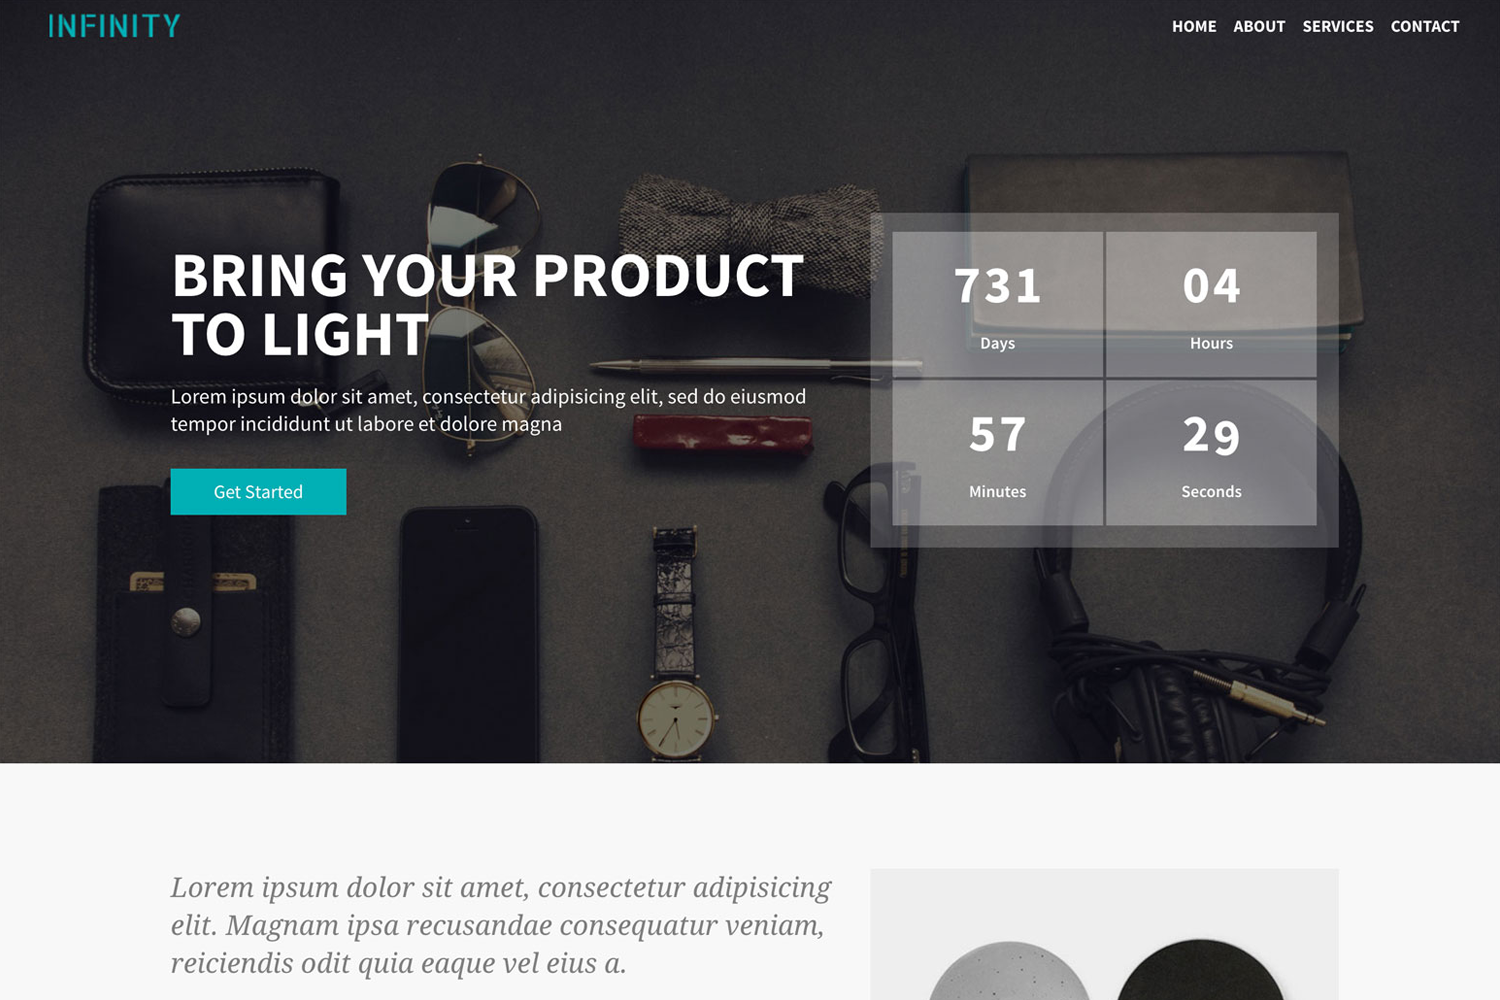 INFINITY
HOME ABOUT SERVICES CONTACT
BRING YOUR PRODUCT
TO LIGHT
Lorem ipsum dolor sit amet, consectetur adipisicing elit, sed do eiusmod
tempor incididunt ut labore et dolore magna
Get Started
731 04
Days Hours
57 29
Minutes Seconds
Lorem ipsum dolor sit amet, consectetur adipisicing
elit. Magnam ipsa recusandae consequatur veniam,
reiciendis odit quia eaque vel eius a.